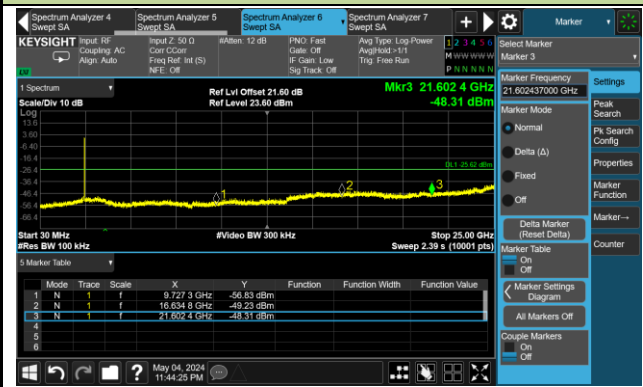 Spectrum Analyzer 4
Swept SA
Spectrum Analyzer 5
Swept SA
Spectrum Analyzer 6
Swept SA
Spectrum Analyzer 7
Swept SA
+
Marker
KEYSIGHT
Input: RF
Coupling: AC
Align: Auto
Input Z: 50 Ω
Corr CCorr
Freq Ref: Int (S)
NFE: Off
#Atten: 12 dB
PNO: Fast
Gate: Off
IF Gain: Low
Sig Track: Off
Avg Type: Log-Power
Avg|Hold:>1/1
Trig: Free Run
1 2 3 4 5 6
M W W W W W
P N N N N N
Select Marker
Marker 3
1 Spectrum
Scale/Div 10 dB
Log
Ref Lvl Offset 21.60 dB
Ref Level 23.60 dBm
Mkr3 21.602 4 GHz
-48.31 dBm
13.6
3.60
-6.40
-16.4
-26.4
-36.4
-46.4
-56.4
-66.4
DL1 -25.62 dBm
1
2
3
Start 30 MHz
#Res BW 100 kHz
#Video BW 300 kHz
Stop 25.00 GHz
Sweep 2.39 s (10001 pts)
5 Marker Table
Mode Trace Scale X Y Function Function Width Function Value
1 N 1 f 9.727 3 GHz -56.83 dBm
2 N 1 f 16.634 8 GHz -49.23 dBm
3 N 1 f 21.602 4 GHz -48.31 dBm
4
5
6
Marker Frequency
21.602437000 GHz
Marker Mode
Normal
Delta (Δ)
Fixed
Off
Delta Marker
(Reset Delta)
Marker Table
On
Off
Marker Settings
Diagram
All Markers Off
Couple Markers
On
Off
Settings
Peak
Search
Pk Search
Config
Properties
Marker
Function
Marker→
Counter
?
May 04, 2024
11:44:25 PM